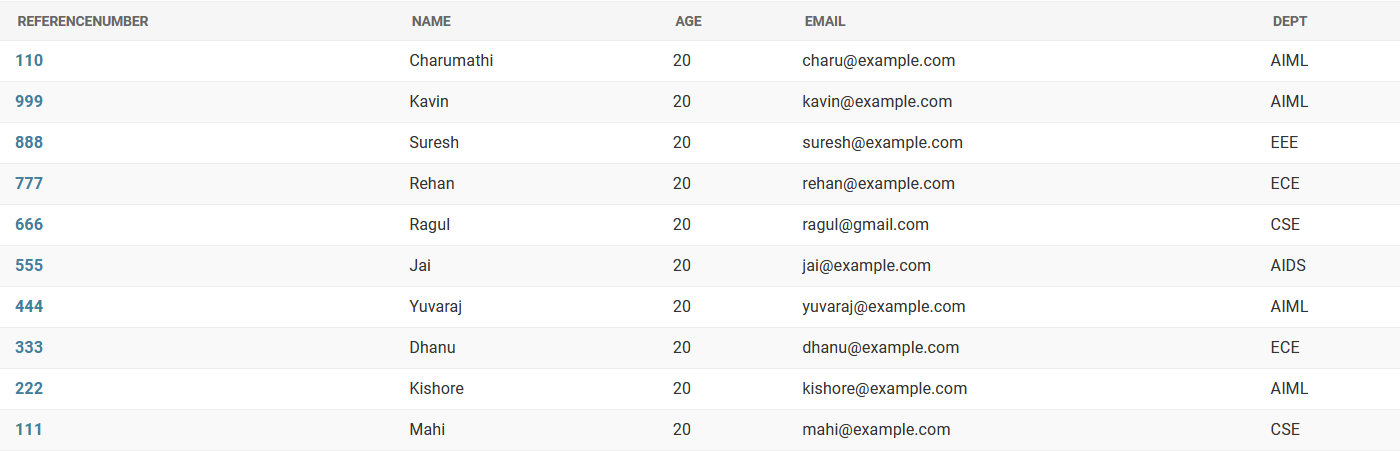 REFERENCENUMBER NAME AGE EMAIL DEPT
110 Charumathi 20 charu@example.com AIML
999 Kavin 20 kavin@example.com AIML
888 Suresh 20 suresh@example.com EEE
777 Rehan 20 rehan@example.com ECE
666 Ragul 20 ragul@gmail.com CSE
555 Jai 20 jai@example.com AIDS
444 Yuvaraj 20 yuvaraj@example.com AIML
333 Dhanu 20 dhanu@example.com ECE
222 Kishore 20 kishore@example.com AIML
111 Mahi 20 mahi@example.com CSE